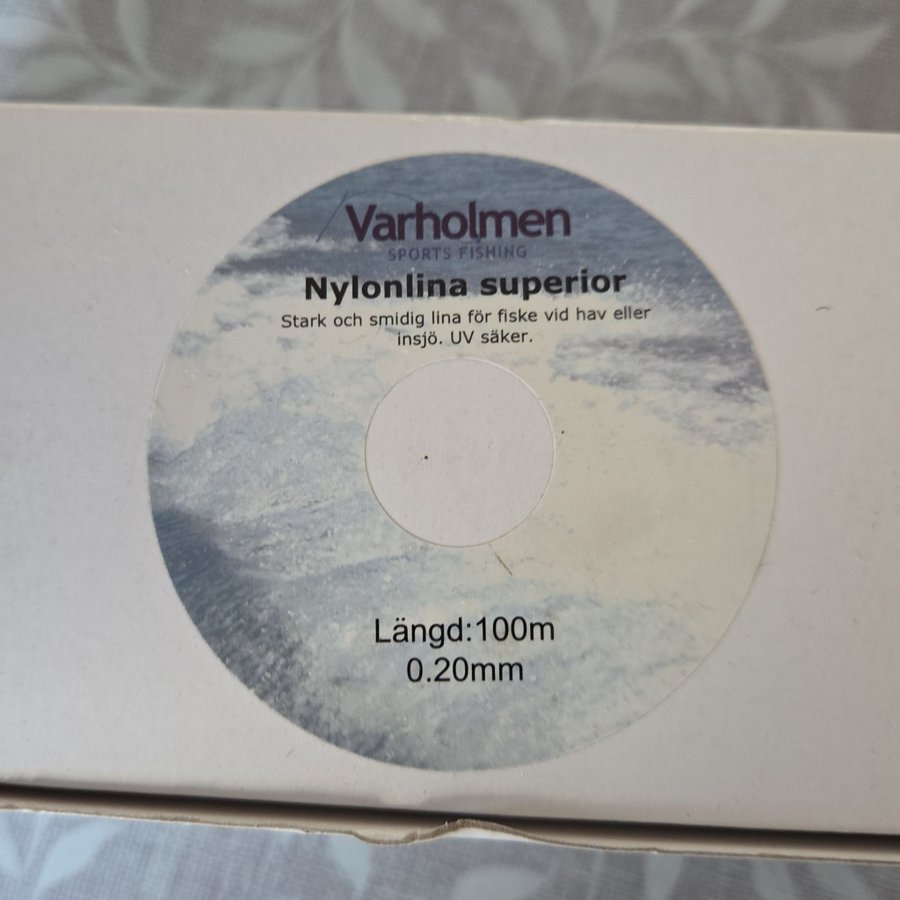 Varholmen
SPORTS FISHING
Nylonlina superior
Stark och smidig lina för fiske vid hav eller
insjö. UV säker.
Längd:100m
0.20mm